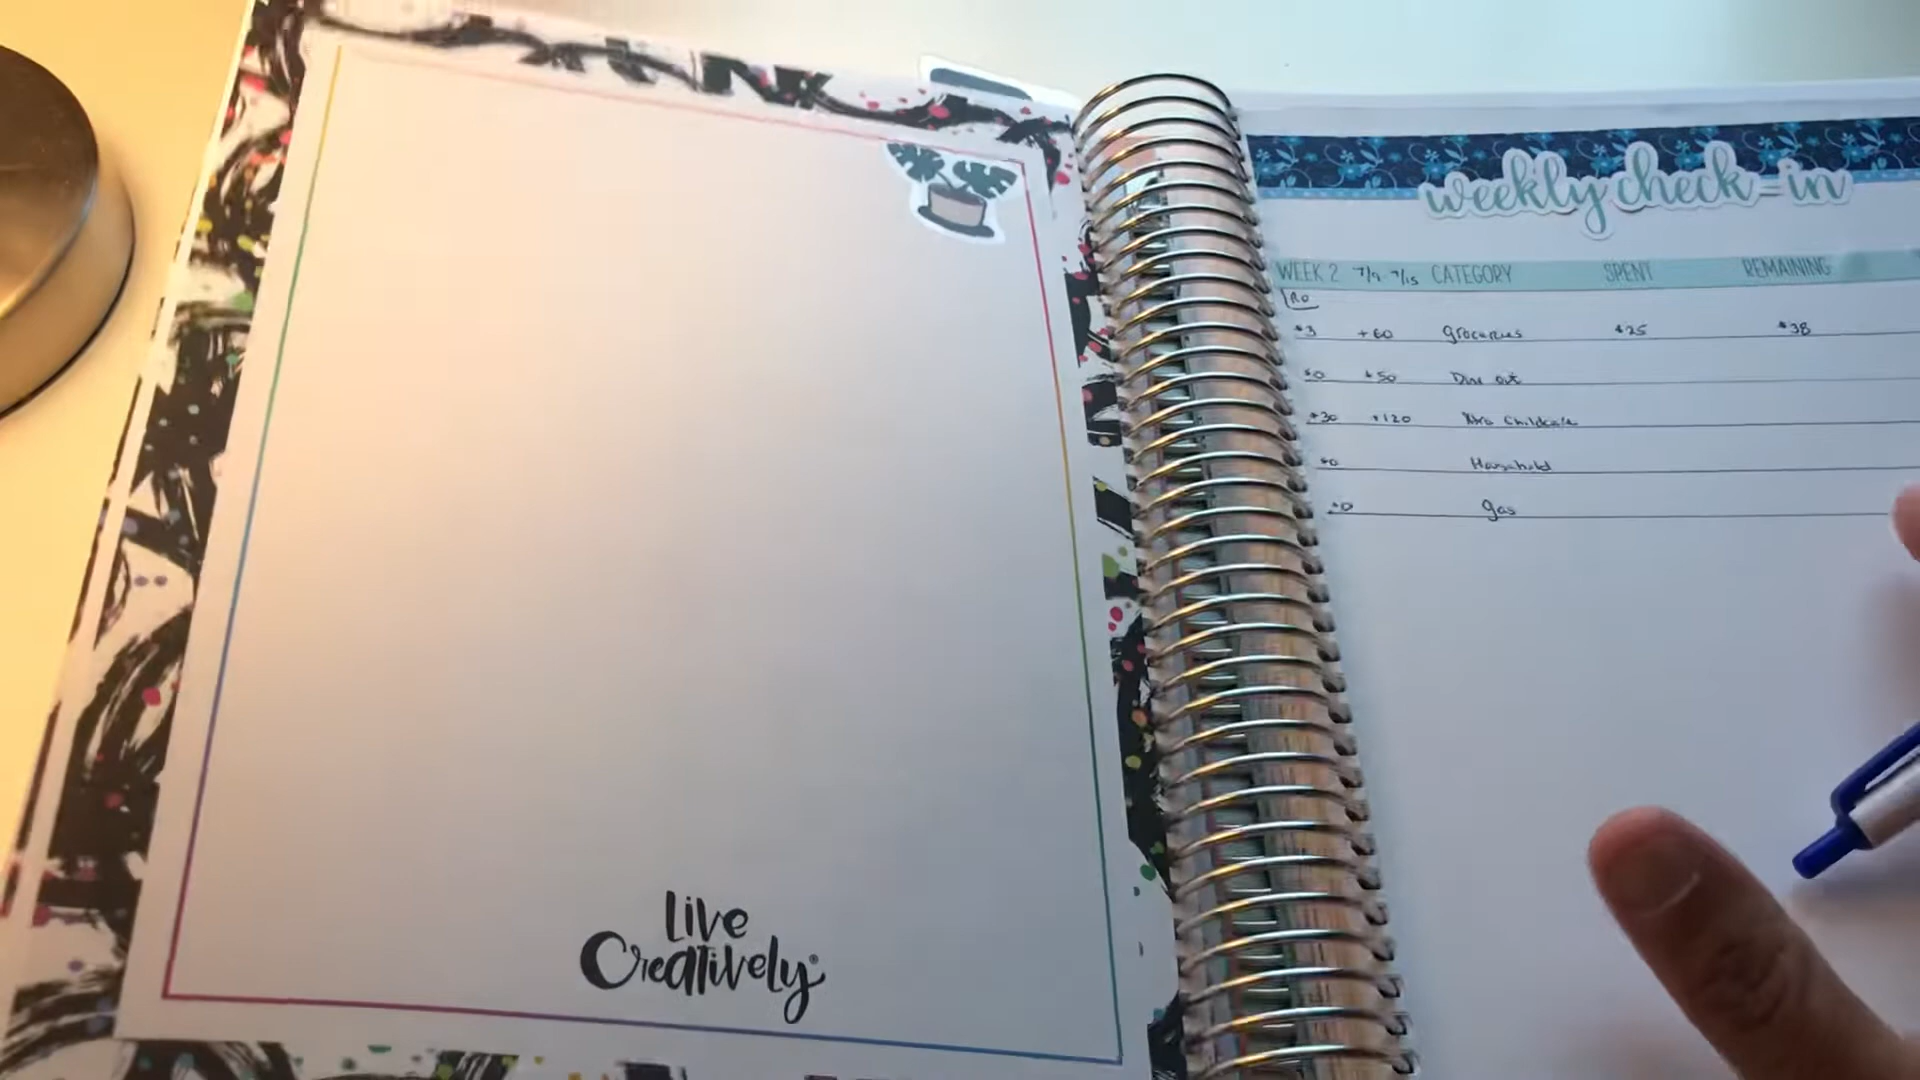 Live
Creatively®
weekly check-in
WEEK 2 7/9-7/15 CATEGORY SPENT REMAINING
$3 +60 groceries $25 $38
$0 +50 Dine out
$30 +120 Childcare
$0 Household
$0 gas